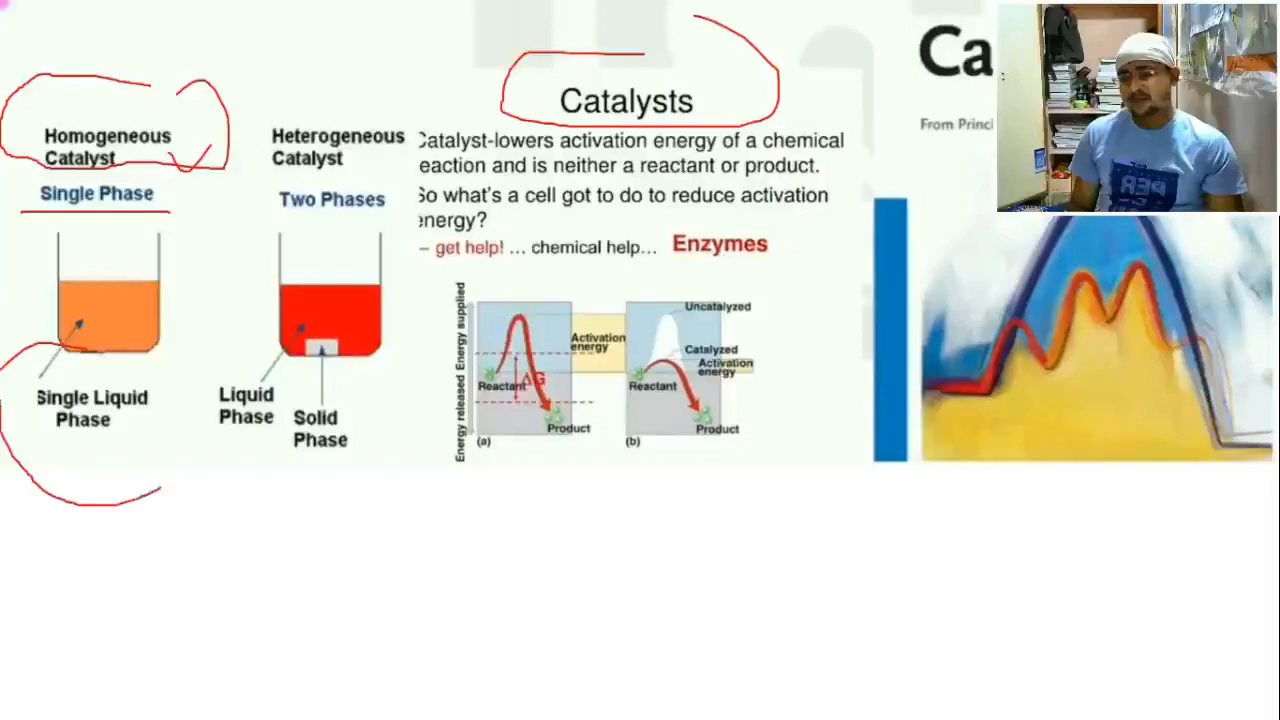 Homogeneous
Catalyst
Single Phase
Single Liquid
Phase
Heterogeneous
Catalyst
Two Phases
Liquid
Phase
Solid
Phase
Catalysts
Catalyst-lowers activation energy of a chemical
eaction and is neither a reactant or product.
So what's a cell got to do to reduce activation
energy?
– get help! ... chemical help... Enzymes
Energy released Energy supplied
Activation
energy
Reactant
ΔG
Product
(a)
Uncatalyzed
Catalyzed
Activation
energy
Reactant
Product
(b)
Ca
From Princi